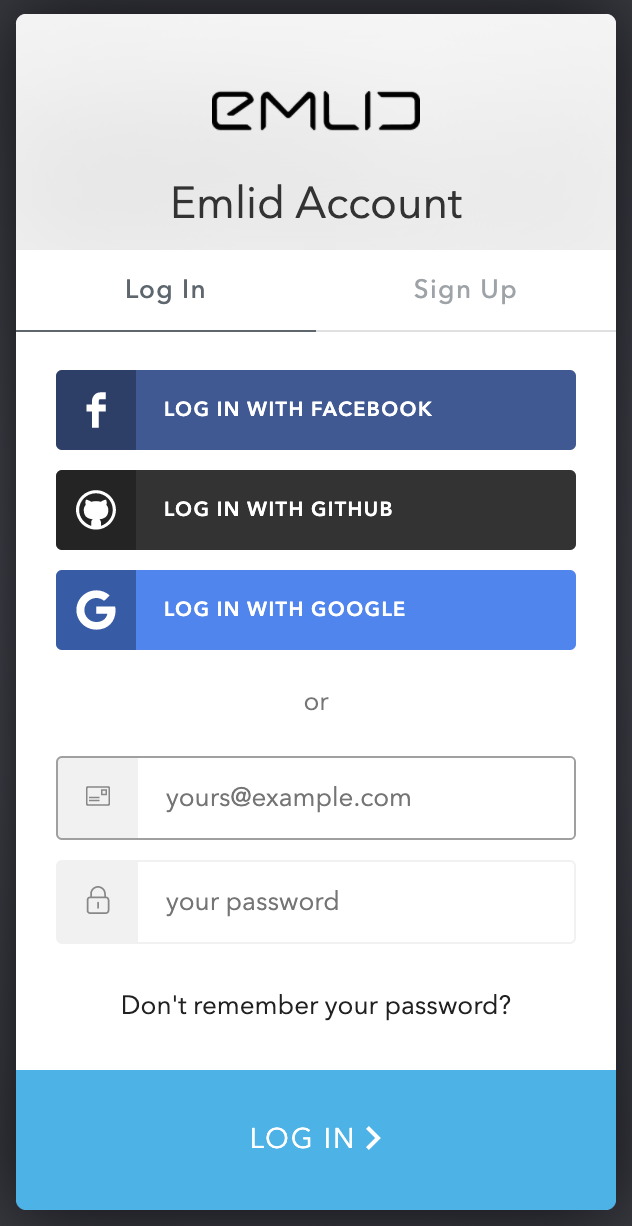 EMLID
Emlid Account
Log In
Sign Up
LOG IN WITH FACEBOOK
LOG IN WITH GITHUB
LOG IN WITH GOOGLE
or
yours@example.com
your password
Don't remember your password?
LOG IN